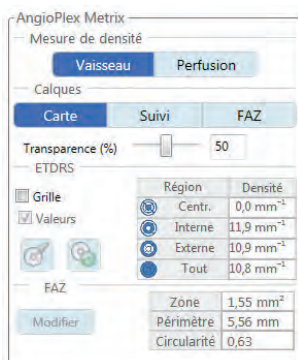 AngioPlex Metrix
Mesure de densité
Vaisseau Perfusion
Calques
Carte Suivi FAZ
Transparence (%) 50
ETDRS
Grille
Valeurs
Région Densité
Centr. 0,0 mm⁻¹
Interne 11,9 mm⁻¹
Externe 10,9 mm⁻¹
Tout 10,8 mm⁻¹
FAZ
Modifier
Zone 1,55 mm²
Périmètre 5,56 mm
Circularité 0,63